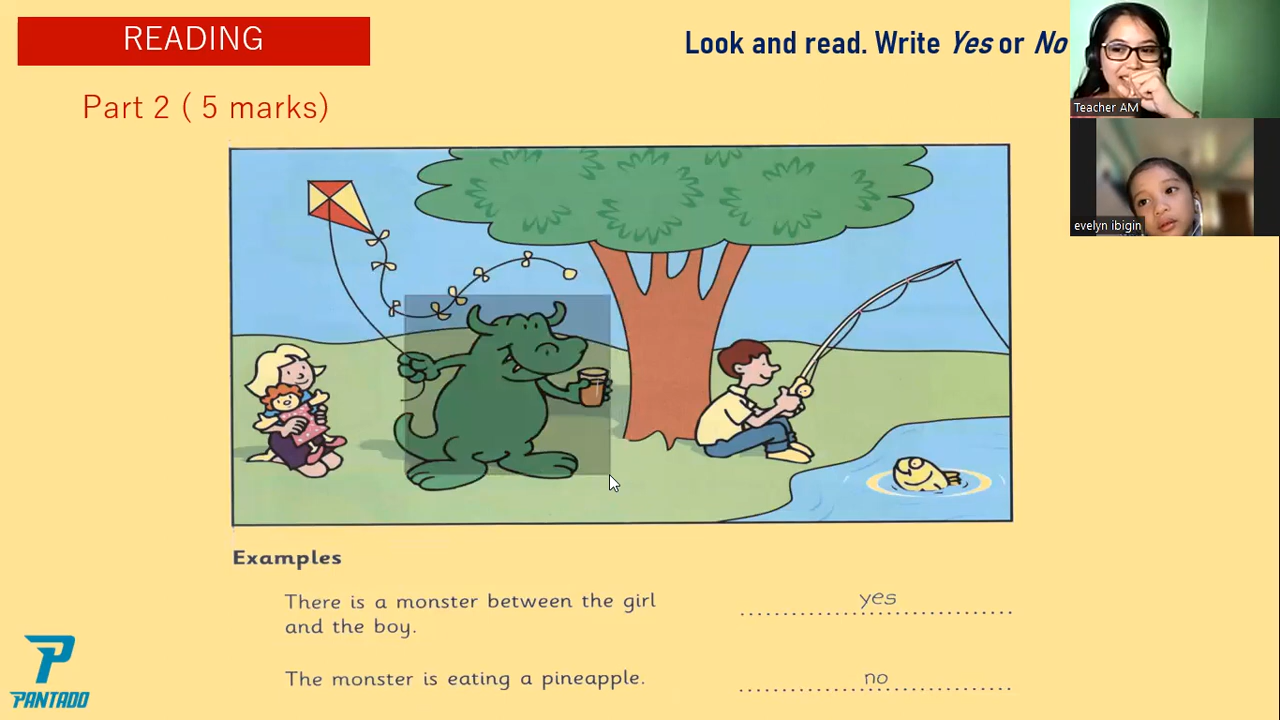 READING
Look and read. Write Yes or No
Teacher AM
Part 2 ( 5 marks)
evelyn ibigin
Examples
There is a monster between the girl
and the boy.
yes
The monster is eating a pineapple.
no
PANTADO